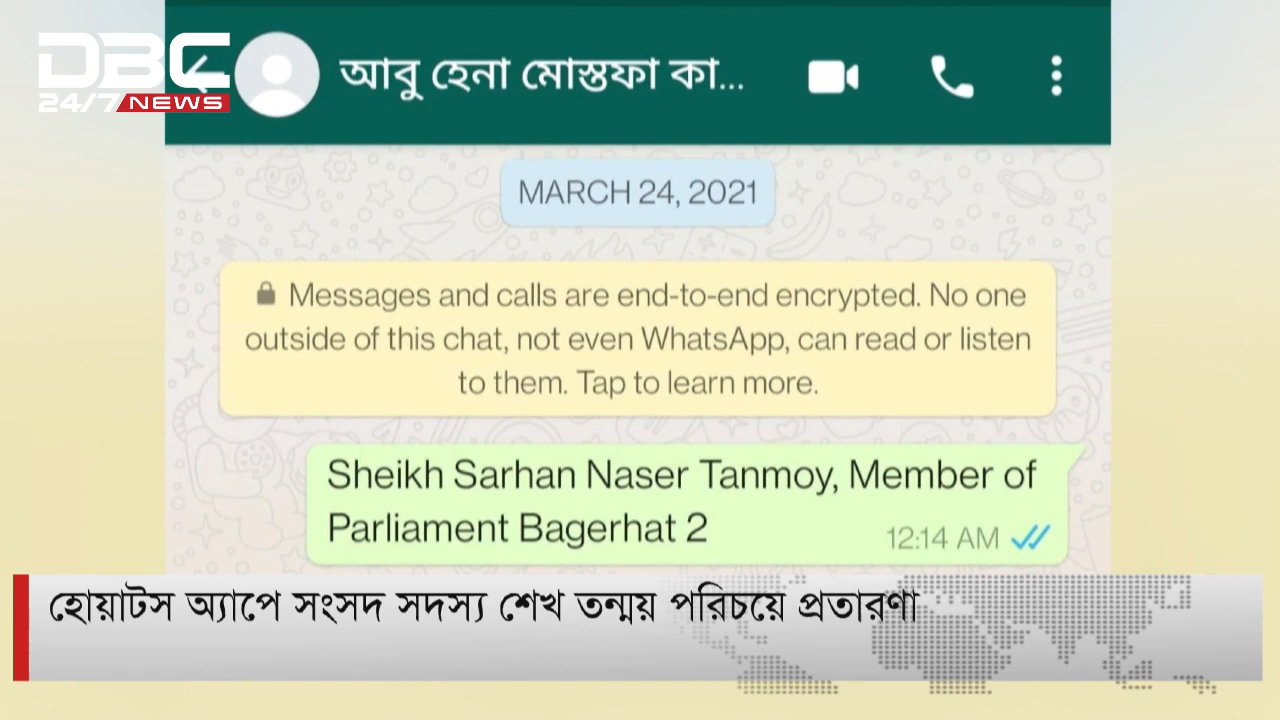 DBC
24/7 NEWS
আবু হেনা মোস্তফা কা...
MARCH 24, 2021
Messages and calls are end-to-end encrypted. No one
outside of this chat, not even WhatsApp, can read or listen
to them. Tap to learn more.
Sheikh Sarhan Naser Tanmoy, Member of
Parliament Bagerhat 2
12:14 AM
হোয়াটস অ্যাপে সংসদ সদস্য শেখ তন্ময় পরিচয়ে প্রতারণা